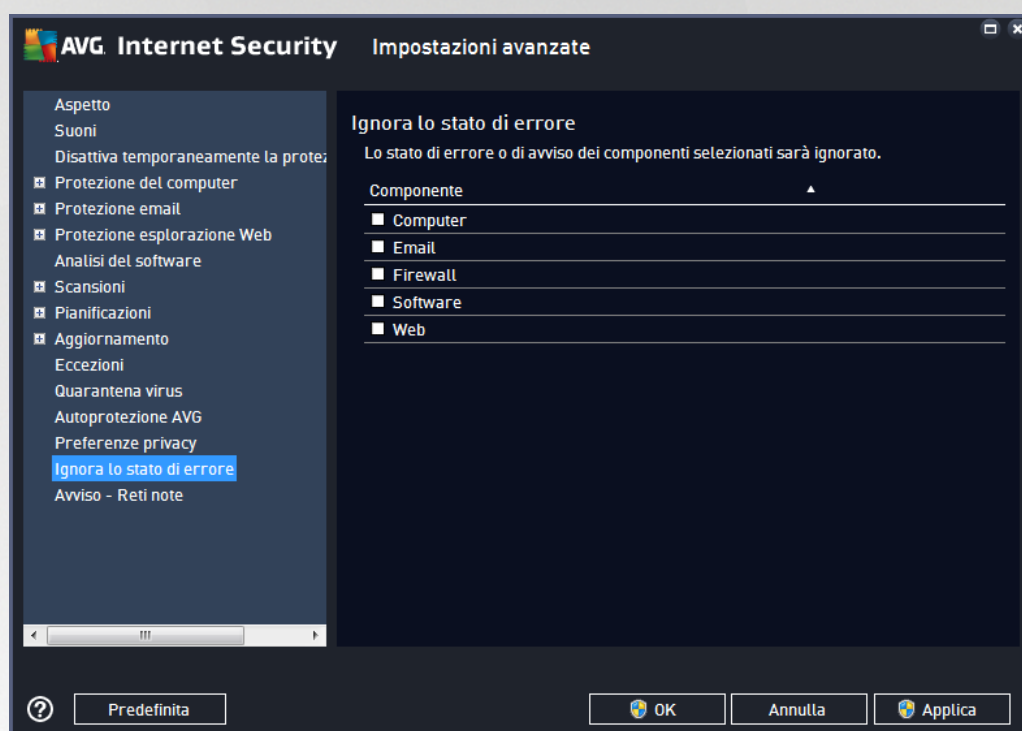 AVG. Internet Security Impostazioni avanzate
Aspetto
Suoni
Disattiva temporaneamente la protez
Protezione del computer
Protezione email
Protezione esplorazione Web
Analisi del software
Scansioni
Pianificazioni
Aggiornamento
Eccezioni
Quarantena virus
Autoprotezione AVG
Preferenze privacy
Ignora lo stato di errore
Avviso - Reti note
Ignora lo stato di errore
Lo stato di errore o di avviso dei componenti selezionati sarà ignorato.
Componente
Computer
Email
Firewall
Software
Web
Predefinita
OK
Annulla
Applica